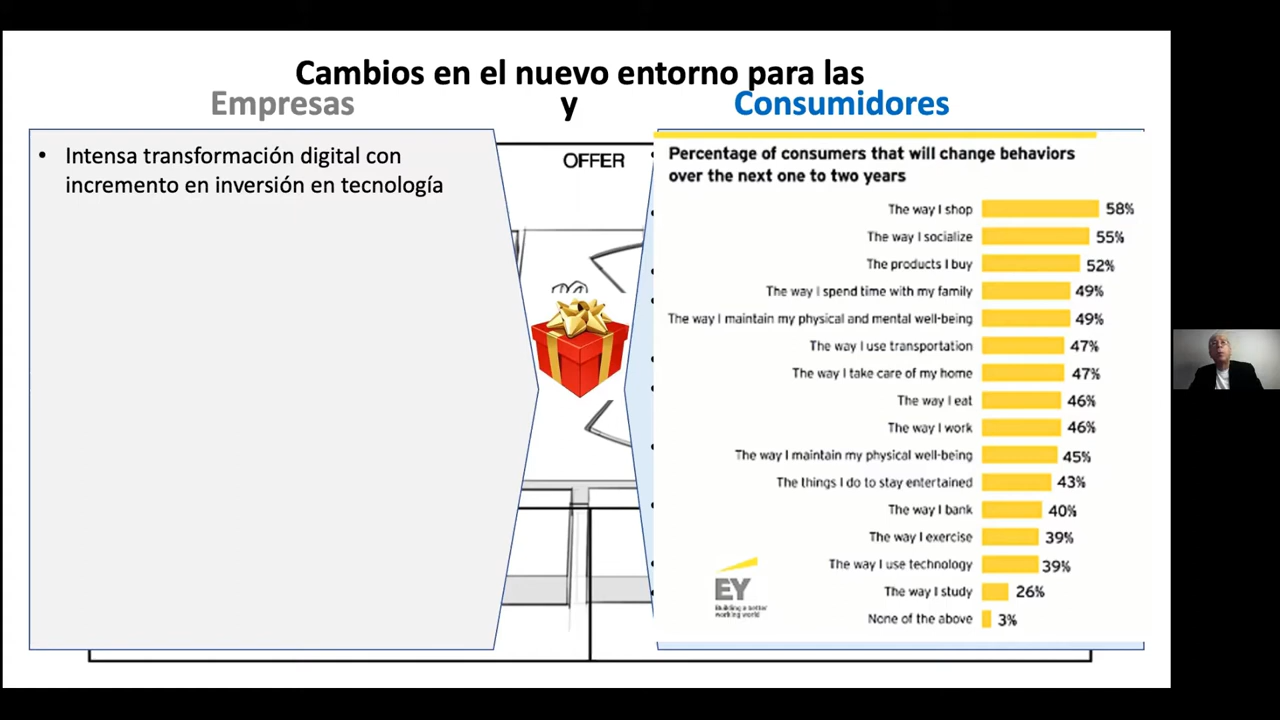 Cambios en el nuevo entorno para las
Empresas y Consumidores
• Intensa transformación digital con
incremento en inversión en tecnología
OFFER
Percentage of consumers that will change behaviors
over the next one to two years
The way I shop 58%
The way I socialize 55%
The products I buy 52%
The way I spend time with my family 49%
The way I maintain my physical and mental well-being 49%
The way I use transportation 47%
The way I take care of my home 47%
The way I eat 46%
The way I work 46%
The way I maintain my physical well-being 45%
The things I do to stay entertained 43%
The way I bank 40%
The way I exercise 39%
The way I use technology 39%
The way I study 26%
None of the above 3%
EY
Building a better
working world